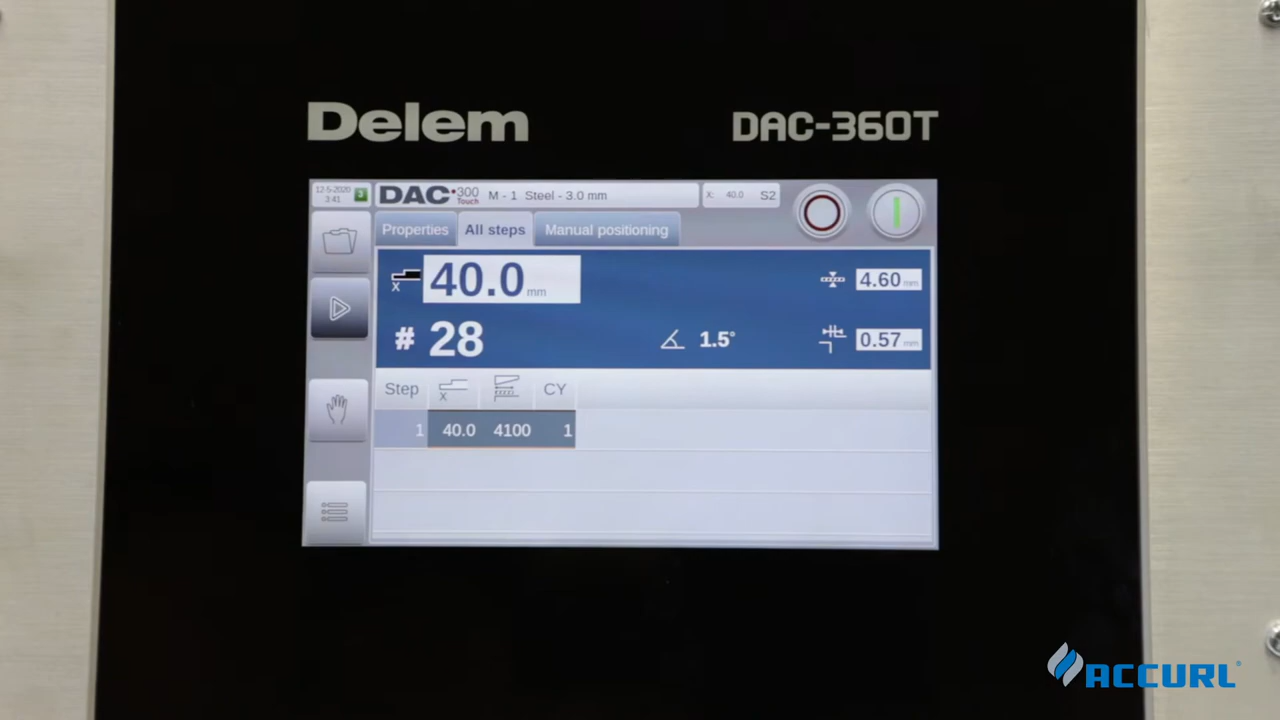 Delem
DAC-360T
12-5-2020
3:41
3
DAC•300
Touch
M - 1 Steel - 3.0 mm
X: 40.0 S2
Properties
All steps
Manual positioning
X
40.0 mm
4.60 mm
# 28
1.5°
0.57 mm
Step
X
CY
1 40.0 4100 1
ACCURL®